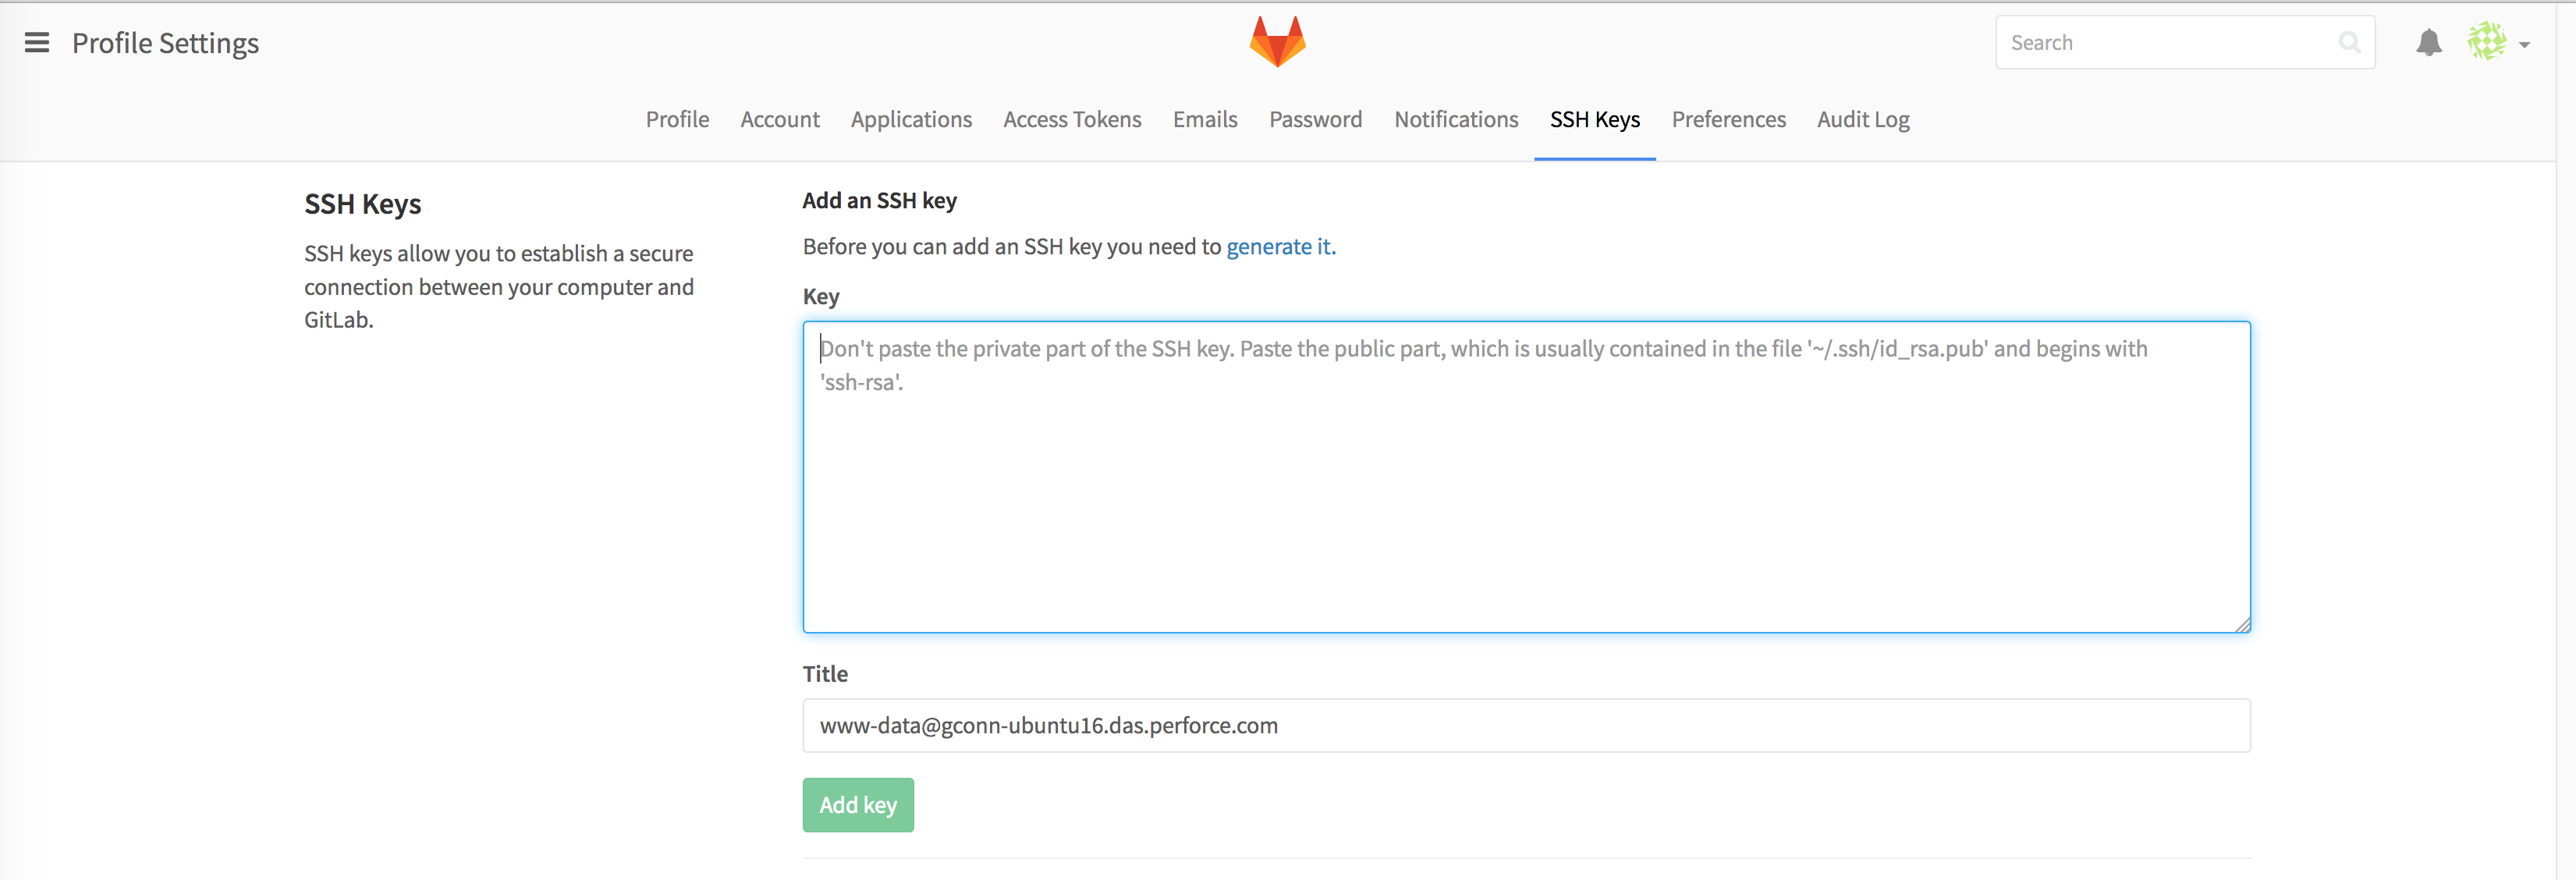 Profile Settings
Search
Profile Account Applications Access Tokens Emails Password Notifications SSH Keys Preferences Audit Log
SSH Keys
SSH keys allow you to establish a secure
connection between your computer and
GitLab.
Add an SSH key
Before you can add an SSH key you need to generate it.
Key
Don't paste the private part of the SSH key. Paste the public part, which is usually contained in the file '~/.ssh/id_rsa.pub' and begins with
'ssh-rsa'.
Title
www-data@gconn-ubuntu16.das.perforce.com
Add key